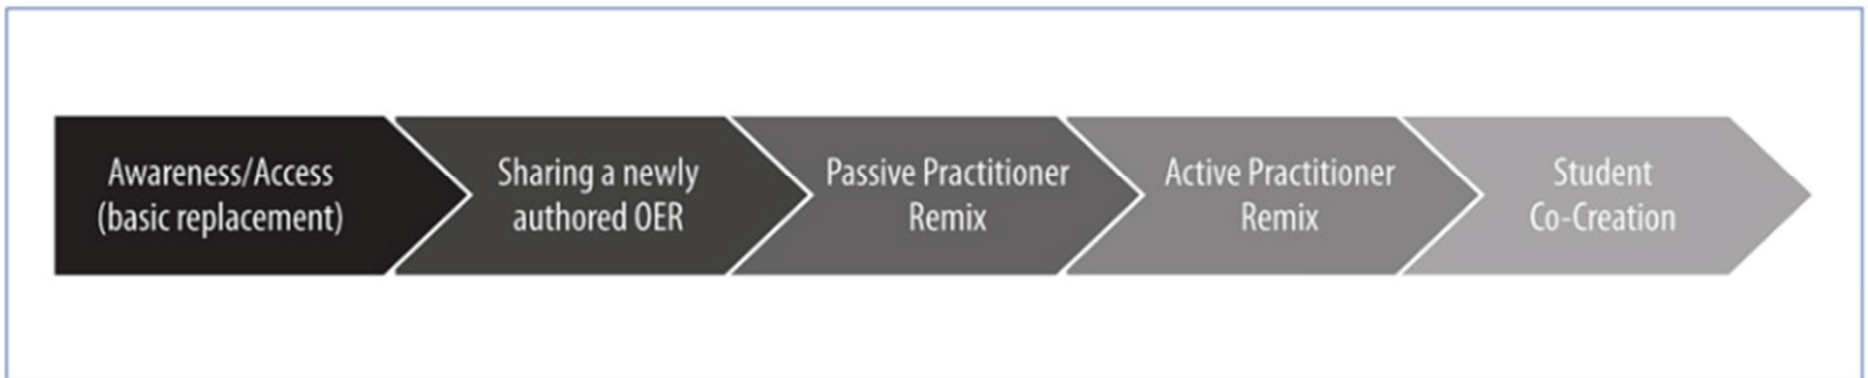 Awareness/Access
(basic replacement)
Sharing a newly
authored OER
Passive Practitioner
Remix
Active Practitioner
Remix
Student
Co-Creation